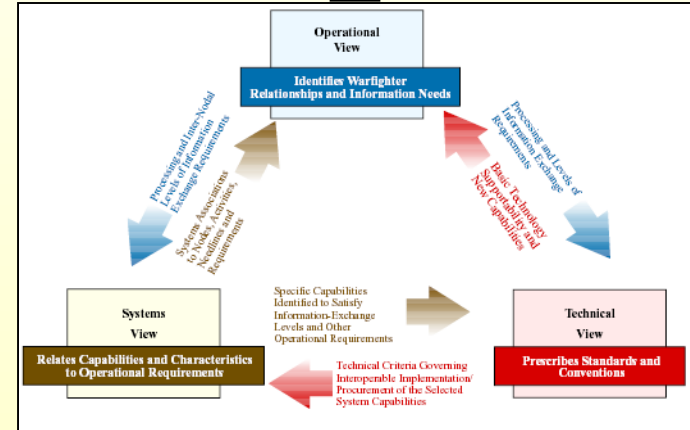 Operational
View
Identifies Warfighter
Relationships and Information Needs
Processing and Inter-Nodal
Levels of Information
Exchange Requirements
Systems Associations
to Nodes, Activities,
Needlines and
Requirements
Processing and Levels of
Information Exchange
Requirements
Basic Technology
Supportability and
New Capabilities
Systems
View
Relates Capabilities and Characteristics
to Operational Requirements
Specific Capabilities
Identified to Satisfy
Information-Exchange
Levels and Other
Operational Requirements
Technical
View
Prescribes Standards and
Conventions
Technical Criteria Governing
Interoperable Implementation/
Procurement of the Selected
System Capabilities